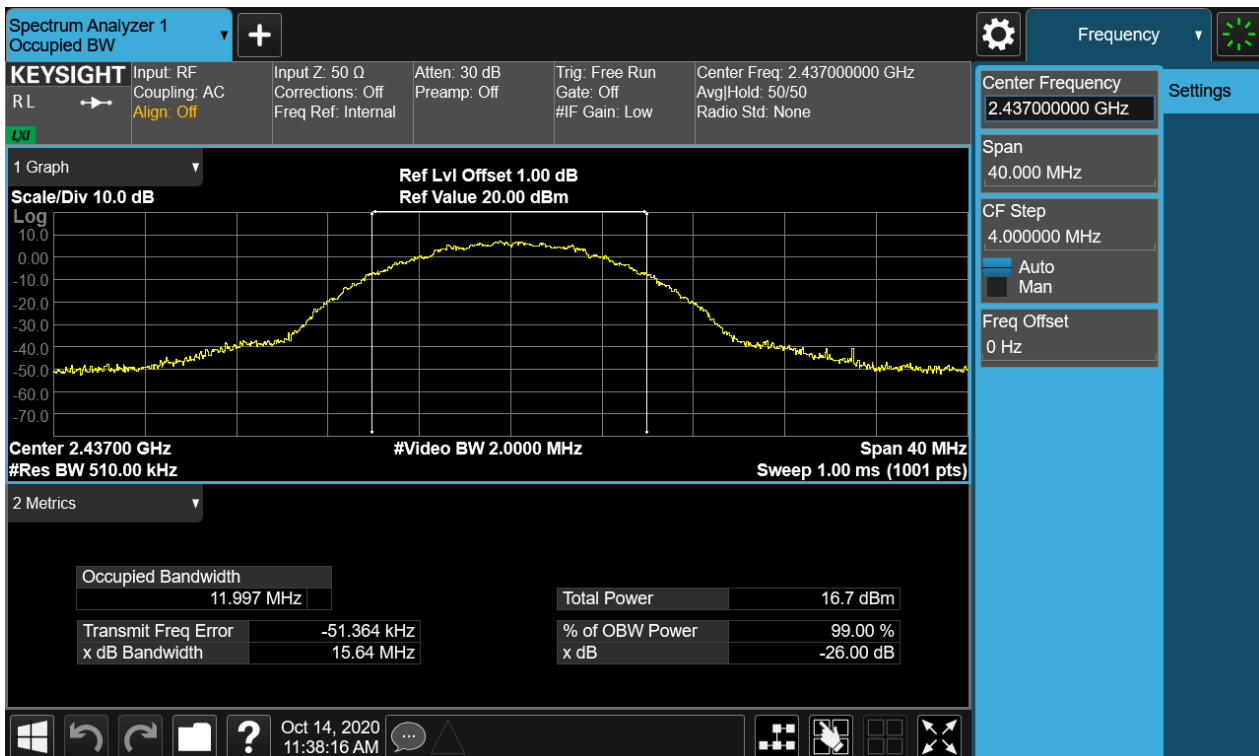 Spectrum Analyzer 1
Occupied BW
+
Frequency
KEYSIGHT
R L
LXI
Input: RF
Coupling: AC
Align: Off
Input Z: 50 Ω
Corrections: Off
Freq Ref: Internal
Atten: 30 dB
Preamp: Off
Trig: Free Run
Gate: Off
#IF Gain: Low
Center Freq: 2.437000000 GHz
Avg|Hold: 50/50
Radio Std: None
Center Frequency
2.437000000 GHz
Settings
Span
40.000 MHz
CF Step
4.000000 MHz
Auto
Man
Freq Offset
0 Hz
1 Graph
Ref Lvl Offset 1.00 dB
Scale/Div 10.0 dB
Ref Value 20.00 dBm
Log
10.0
0.00
-10.0
-20.0
-30.0
-40.0
-50.0
-60.0
-70.0
Center 2.43700 GHz
#Video BW 2.0000 MHz
Span 40 MHz
#Res BW 510.00 kHz
Sweep 1.00 ms (1001 pts)
2 Metrics
Occupied Bandwidth
11.997 MHz
Total Power 16.7 dBm
Transmit Freq Error -51.364 kHz
% of OBW Power 99.00 %
x dB Bandwidth 15.64 MHz
x dB -26.00 dB
?
Oct 14, 2020
11:38:16 AM